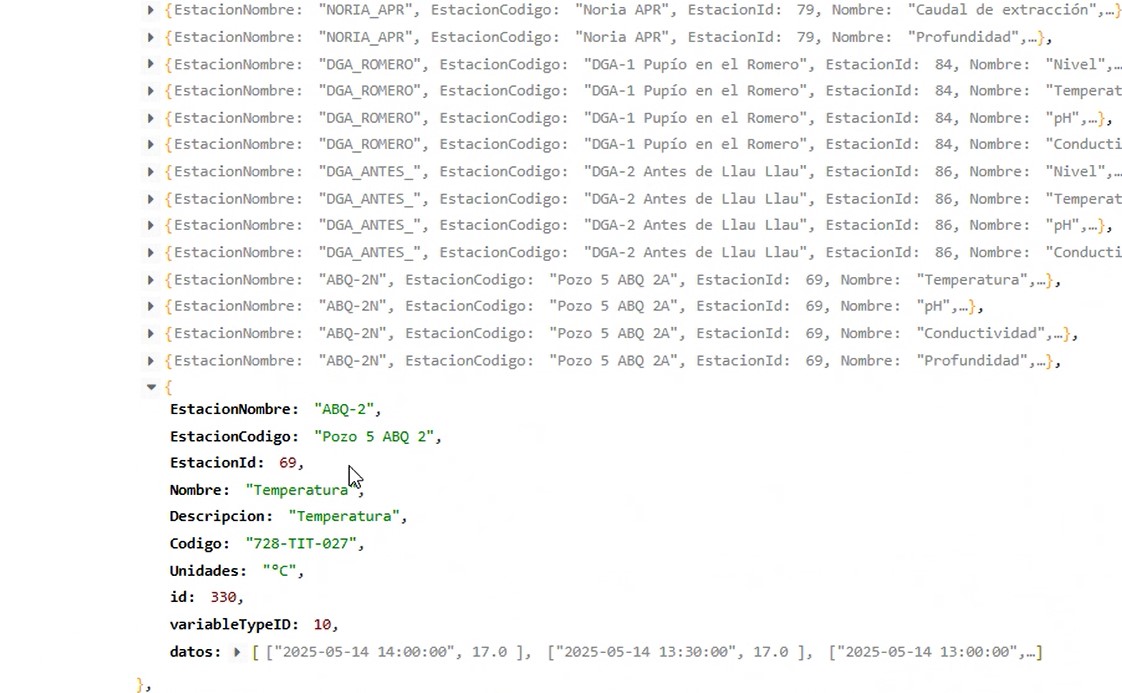 {EstacionNombre: "NORIA_APR", EstacionCodigo: "Noria APR", EstacionId: 79, Nombre: "Caudal de extracción",…}
{EstacionNombre: "NORIA_APR", EstacionCodigo: "Noria APR", EstacionId: 79, Nombre: "Profundidad",…},
{EstacionNombre: "DGA_ROMERO", EstacionCodigo: "DGA-1 Pupío en el Romero", EstacionId: 84, Nombre: "Nivel",…
{EstacionNombre: "DGA_ROMERO", EstacionCodigo: "DGA-1 Pupío en el Romero", EstacionId: 84, Nombre: "Temperat
{EstacionNombre: "DGA_ROMERO", EstacionCodigo: "DGA-1 Pupío en el Romero", EstacionId: 84, Nombre: "pH",…},
{EstacionNombre: "DGA_ROMERO", EstacionCodigo: "DGA-1 Pupío en el Romero", EstacionId: 84, Nombre: "Conducti
{EstacionNombre: "DGA_ANTES_", EstacionCodigo: "DGA-2 Antes de Llau Llau", EstacionId: 86, Nombre: "Nivel",…
{EstacionNombre: "DGA_ANTES_", EstacionCodigo: "DGA-2 Antes de Llau Llau", EstacionId: 86, Nombre: "Temperat
{EstacionNombre: "DGA_ANTES_", EstacionCodigo: "DGA-2 Antes de Llau Llau", EstacionId: 86, Nombre: "pH",…},
{EstacionNombre: "DGA_ANTES_", EstacionCodigo: "DGA-2 Antes de Llau Llau", EstacionId: 86, Nombre: "Conducti
{EstacionNombre: "ABQ-2N", EstacionCodigo: "Pozo 5 ABQ 2A", EstacionId: 69, Nombre: "Temperatura",…},
{EstacionNombre: "ABQ-2N", EstacionCodigo: "Pozo 5 ABQ 2A", EstacionId: 69, Nombre: "pH",…},
{EstacionNombre: "ABQ-2N", EstacionCodigo: "Pozo 5 ABQ 2A", EstacionId: 69, Nombre: "Conductividad",…},
{EstacionNombre: "ABQ-2N", EstacionCodigo: "Pozo 5 ABQ 2A", EstacionId: 69, Nombre: "Profundidad",…},
{
EstacionNombre: "ABQ-2",
EstacionCodigo: "Pozo 5 ABQ 2",
EstacionId: 69,
Nombre: "Temperatura",
Descripcion: "Temperatura",
Codigo: "728-TIT-027",
Unidades: "°C",
id: 330,
variableTypeID: 10,
datos: [ ["2025-05-14 14:00:00", 17.0 ], ["2025-05-14 13:30:00", 17.0 ], ["2025-05-14 13:00:00",…]
},